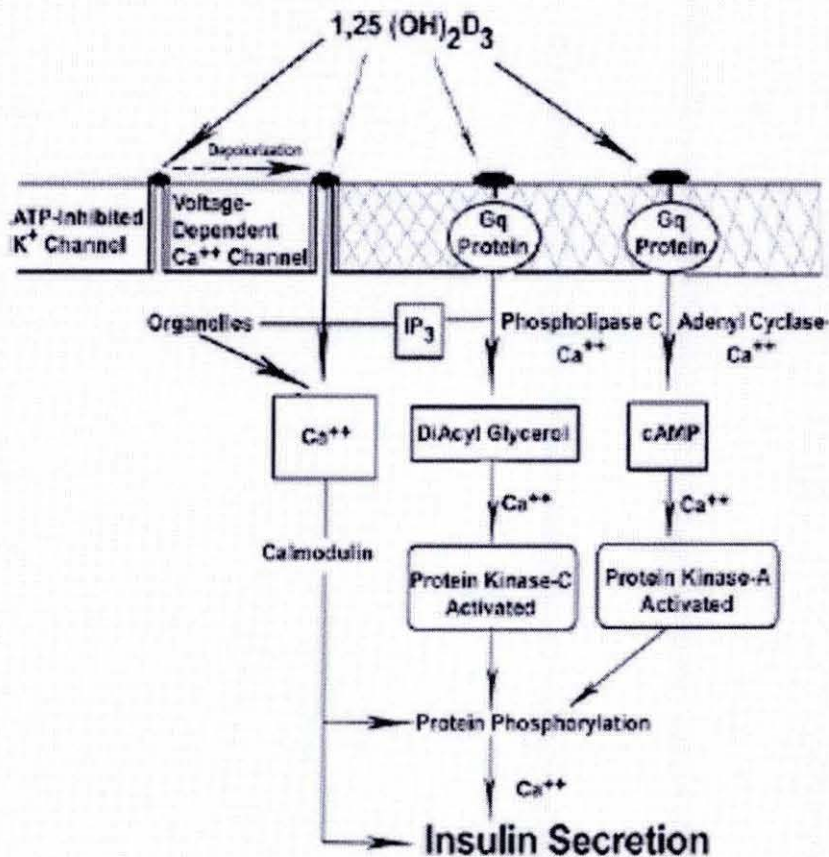 1,25 (OH)₂D₃
Depolarization
ATP-Inhibited
K⁺ Channel
Voltage-
Dependent
Ca⁺⁺ Channel
Gq
Protein
Gq
Protein
Organelles
IP₃
Phospholipase C
Ca⁺⁺
Adenyl Cyclase-
Ca⁺⁺
Ca⁺⁺
DiAcyl Glycerol
cAMP
Ca⁺⁺
Ca⁺⁺
Calmodulin
Protein Kinase-C
Activated
Protein Kinase-A
Activated
Protein Phosphorylation
Ca⁺⁺
Insulin Secretion